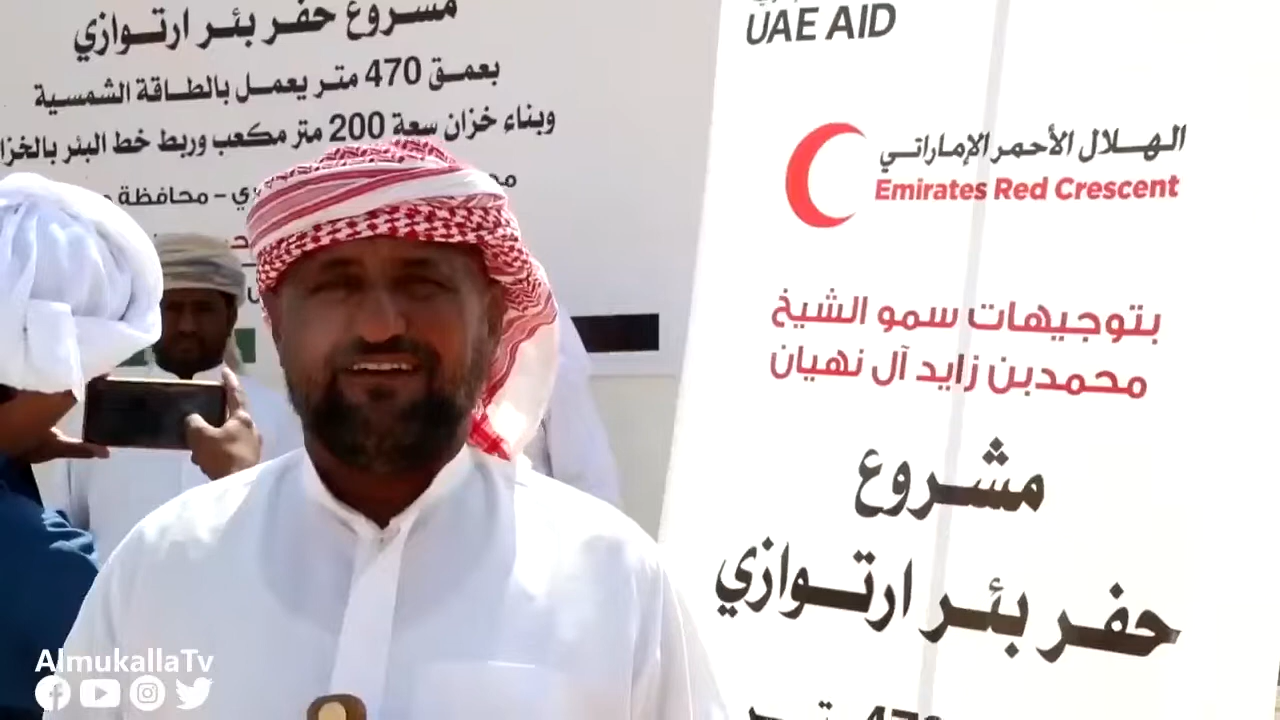 مشروع حفر بئر ارتوازي
بعمق 470 متر يعمل بالطاقة الشمسية
وبناء خزان سعة 200 متر مكعب وربط خط البئر
محافظة
UAE AID
الهلال الأحمر الإماراتي
Emirates Red Crescent
بتوجيهات سمو الشيخ
محمدبن زايد آل نهيان
مشروع
حفر بئر ارتوازي
AlmukallaTv